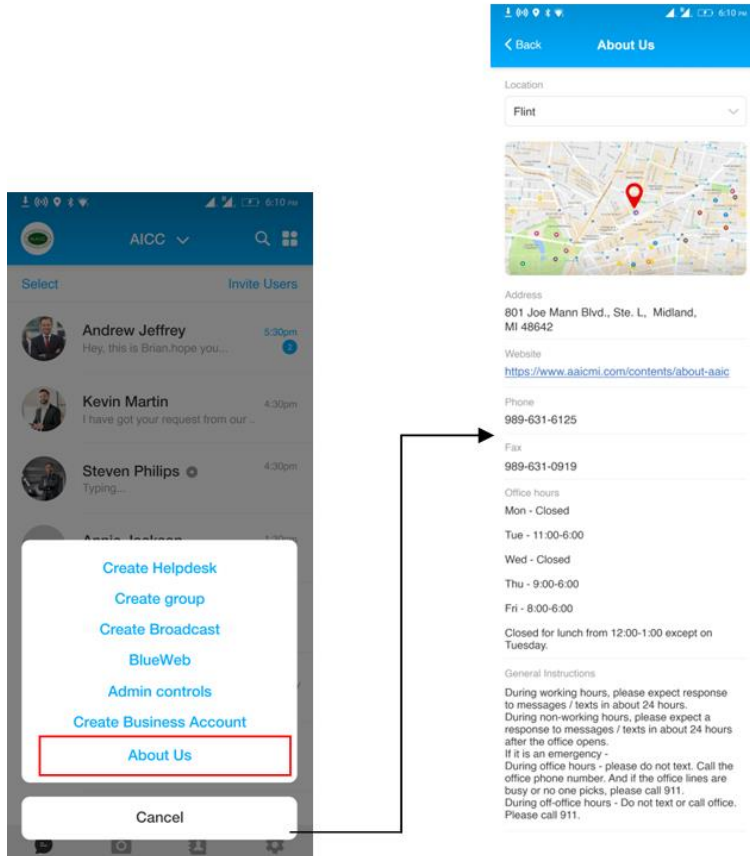 6:10 PM
AICC
Select
Invite Users
Andrew Jeffrey
5:30pm
Hey, this is Brian.hope you...
2
Kevin Martin
4:30pm
I have got your request from our ..
Steven Philips
4:30pm
Typing...
Annie Jackson
1:30pm
Create Helpdesk
Create group
Create Broadcast
BlueWeb
Admin controls
Create Business Account
About Us
Cancel
6:10 PM
Back
About Us
Location
Flint
Address
801 Joe Mann Blvd., Ste. L, Midland,
MI 48642
Website
https://www.aaicmi.com/contents/about-aaic
Phone
989-631-6125
Fax
989-631-0919
Office hours
Mon - Closed
Tue - 11:00-6:00
Wed - Closed
Thu - 9:00-6:00
Fri - 8:00-6:00
Closed for lunch from 12:00-1:00 except on
Tuesday.
General Instructions
During working hours, please expect response
to messages / texts in about 24 hours.
During non-working hours, please expect a
response to messages / texts in about 24 hours
after the office opens.
If it is an emergency -
During office hours - please do not text. Call the
office phone number. And if the office lines are
busy or no one picks, please call 911.
During off-office hours - Do not text or call office.
Please call 911.